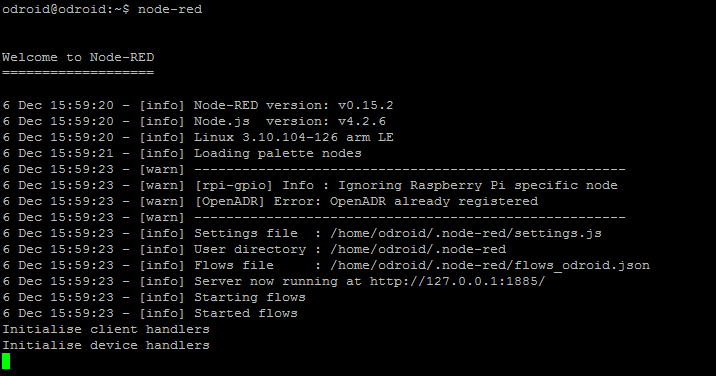 odroid@odroid:~$ node-red
Welcome to Node-RED
===================
6 Dec 15:59:20 - [info] Node-RED version: v0.15.2
6 Dec 15:59:20 - [info] Node.js  version: v4.2.6
6 Dec 15:59:20 - [info] Linux 3.10.104-126 arm LE
6 Dec 15:59:21 - [info] Loading palette nodes
6 Dec 15:59:23 - [warn] ------------------------------------------------------
6 Dec 15:59:23 - [warn] [rpi-gpio] Info : Ignoring Raspberry Pi specific node
6 Dec 15:59:23 - [warn] [OpenADR] Error: OpenADR already registered
6 Dec 15:59:23 - [warn] ------------------------------------------------------
6 Dec 15:59:23 - [info] Settings file  : /home/odroid/.node-red/settings.js
6 Dec 15:59:23 - [info] User directory : /home/odroid/.node-red
6 Dec 15:59:23 - [info] Flows file     : /home/odroid/.node-red/flows_odroid.json
6 Dec 15:59:23 - [info] Server now running at http://127.0.0.1:1885/
6 Dec 15:59:23 - [info] Starting flows
6 Dec 15:59:23 - [info] Started flows
Initialise client handlers
Initialise device handlers